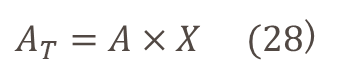 A_T = A × X (28)